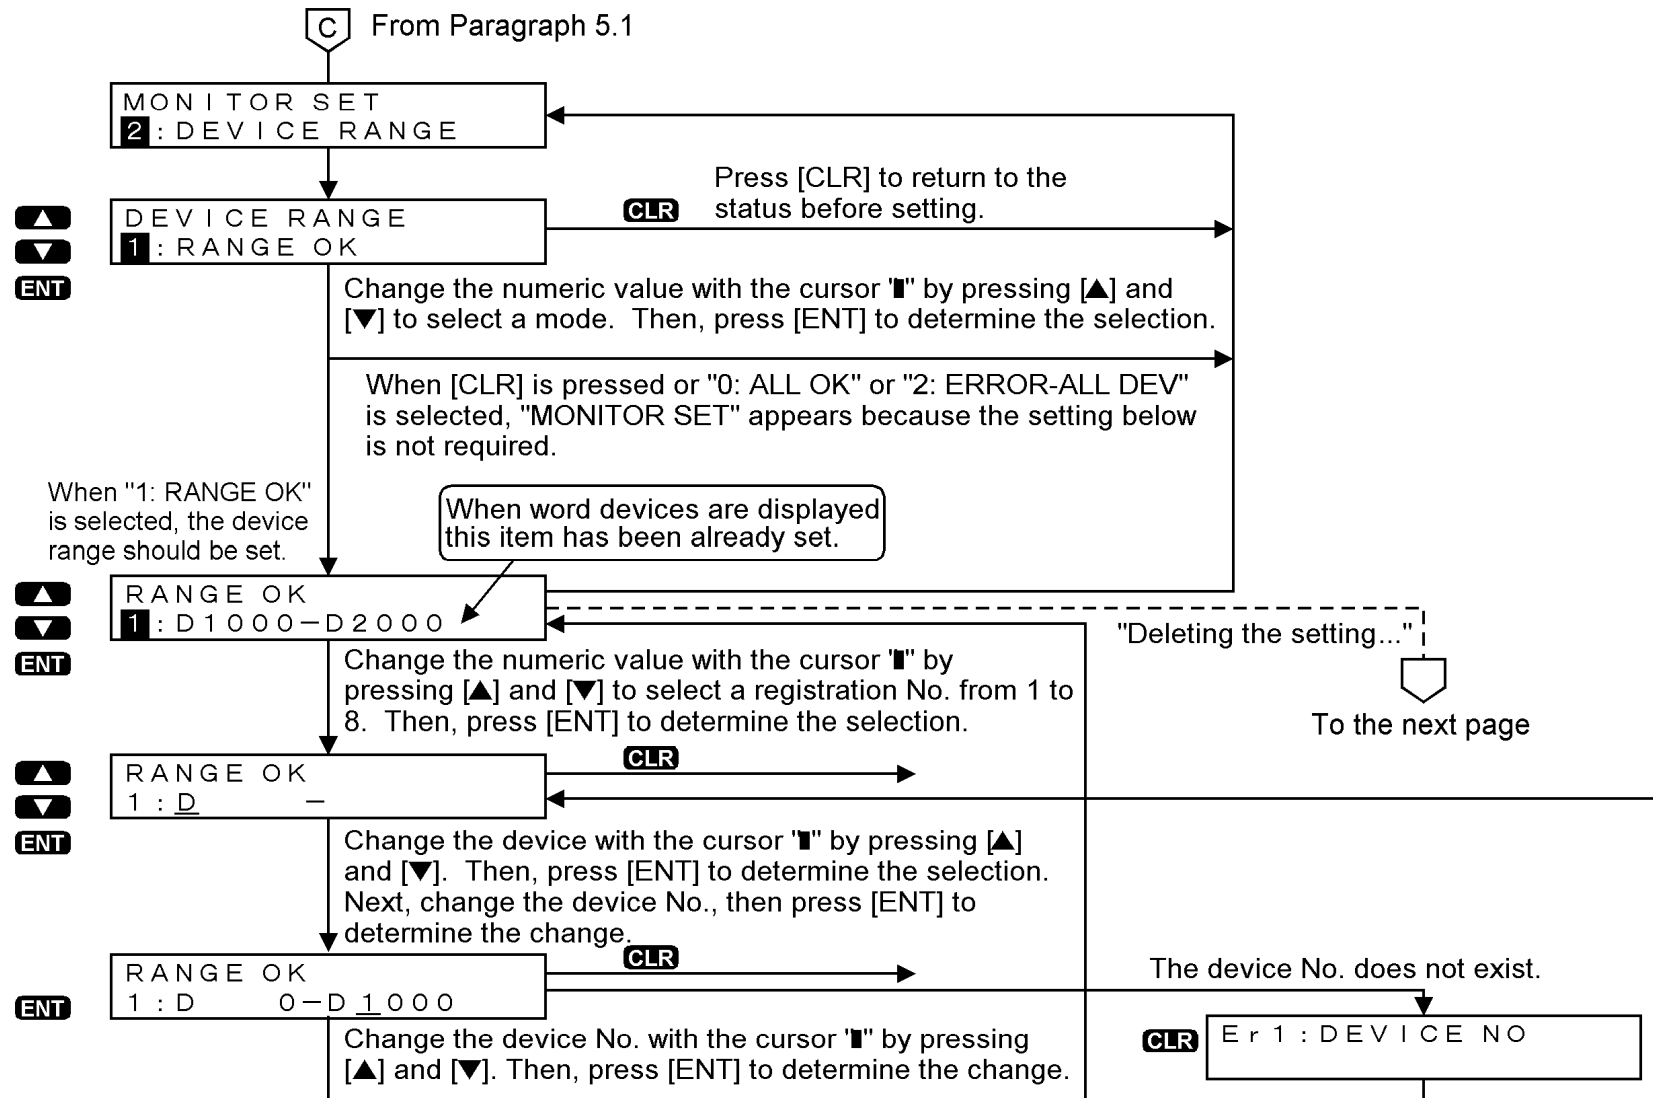 C From Paragraph 5.1
MONITOR SET
2:DEVICE RANGE
Press [CLR] to return to the
status before setting.
CLR
DEVICE RANGE
1:RANGE OK
▲
▼
ENT
Change the numeric value with the cursor "▮" by pressing [▲] and
[▼] to select a mode. Then, press [ENT] to determine the selection.
When [CLR] is pressed or "0: ALL OK" or "2: ERROR-ALL DEV"
is selected, "MONITOR SET" appears because the setting below
is not required.
When "1: RANGE OK"
is selected, the device
range should be set.
When word devices are displayed
this item has been already set.
▲
▼
ENT
RANGE OK
1:D1000-D2000
"Deleting the setting..."
To the next page
Change the numeric value with the cursor "▮" by
pressing [▲] and [▼] to select a registration No. from 1 to
8. Then, press [ENT] to determine the selection.
CLR
▲
▼
ENT
RANGE OK
1:D -
Change the device with the cursor "▮" by pressing [▲]
and [▼]. Then, press [ENT] to determine the selection.
Next, change the device No., then press [ENT] to
determine the change.
CLR
RANGE OK
1:D 0-D1000
ENT
The device No. does not exist.
CLR
Er1:DEVICE NO
Change the device No. with the cursor "▮" by pressing
[▲] and [▼]. Then, press [ENT] to determine the change.